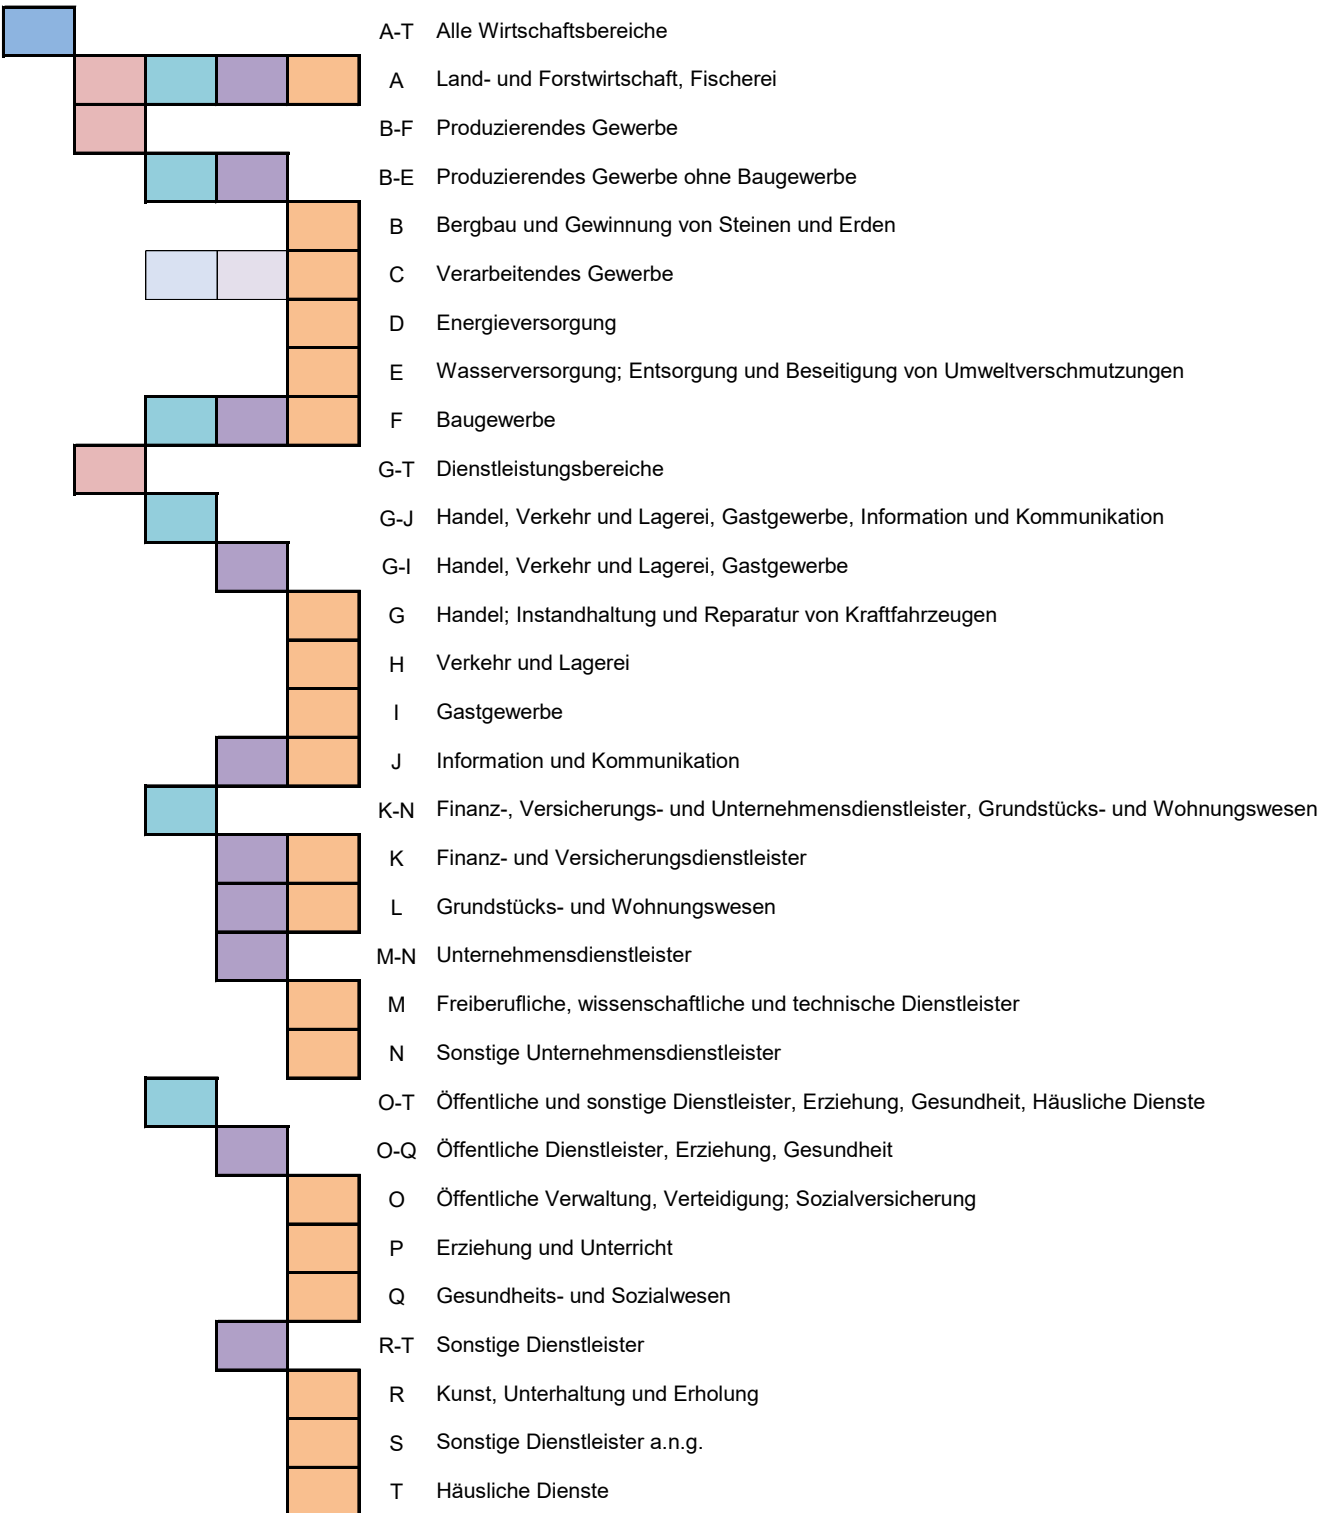 A-T Alle Wirtschaftsbereiche
A Land- und Forstwirtschaft, Fischerei
B-F Produzierendes Gewerbe
B-E Produzierendes Gewerbe ohne Baugewerbe
B Bergbau und Gewinnung von Steinen und Erden
C Verarbeitendes Gewerbe
D Energieversorgung
E Wasserversorgung; Entsorgung und Beseitigung von Umweltverschmutzungen
F Baugewerbe
G-T Dienstleistungsbereiche
G-J Handel, Verkehr und Lagerei, Gastgewerbe, Information und Kommunikation
G-I Handel, Verkehr und Lagerei, Gastgewerbe
G Handel; Instandhaltung und Reparatur von Kraftfahrzeugen
H Verkehr und Lagerei
I Gastgewerbe
J Information und Kommunikation
K-N Finanz-, Versicherungs- und Unternehmensdienstleister, Grundstücks- und Wohnungswesen
K Finanz- und Versicherungsdienstleister
L Grundstücks- und Wohnungswesen
M-N Unternehmensdienstleister
M Freiberufliche, wissenschaftliche und technische Dienstleister
N Sonstige Unternehmensdienstleister
O-T Öffentliche und sonstige Dienstleister, Erziehung, Gesundheit, Häusliche Dienste
O-Q Öffentliche Dienstleister, Erziehung, Gesundheit
O Öffentliche Verwaltung, Verteidigung; Sozialversicherung
P Erziehung und Unterricht
Q Gesundheits- und Sozialwesen
R-T Sonstige Dienstleister
R Kunst, Unterhaltung und Erholung
S Sonstige Dienstleister a.n.g.
T Häusliche Dienste